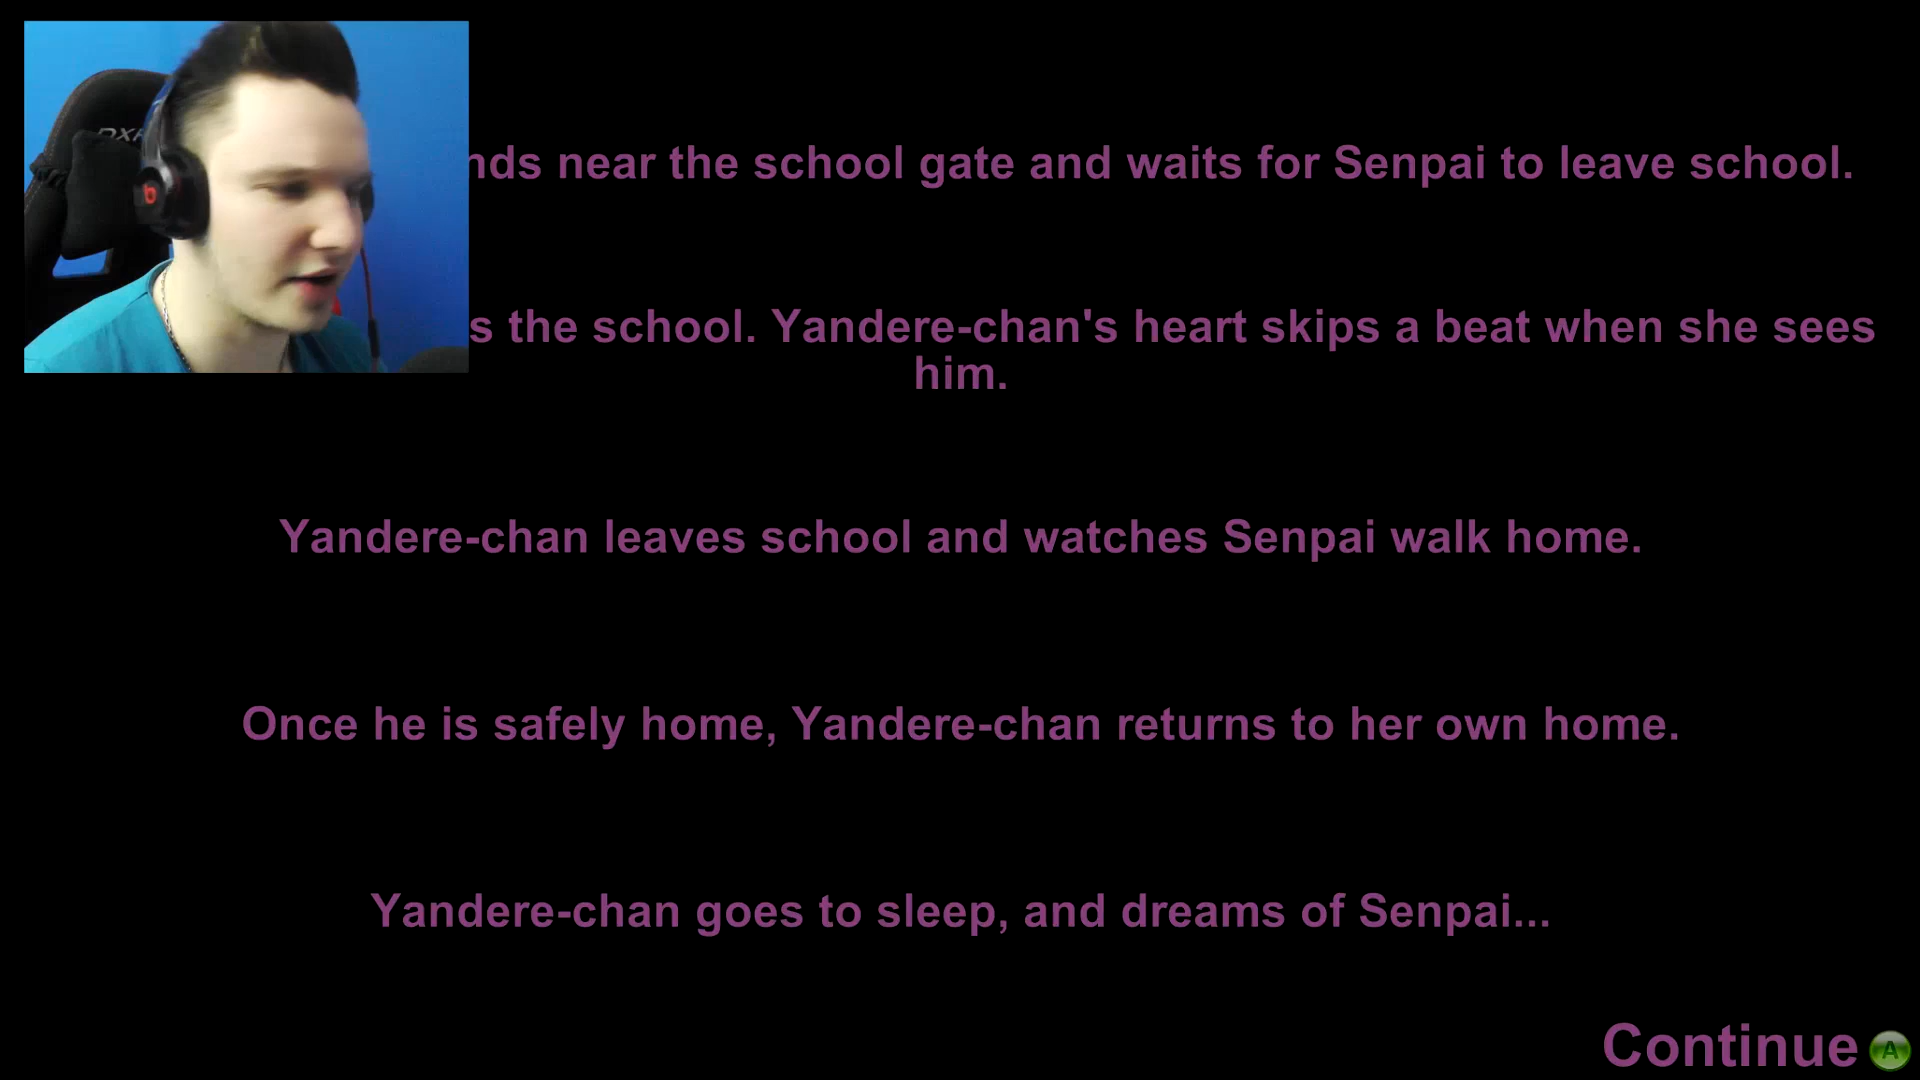 near the school gate and waits for Senpai to leave school.
the school. Yandere-chan's heart skips a beat when she sees
him.
Yandere-chan leaves school and watches Senpai walk home.
Once he is safely home, Yandere-chan returns to her own home.
Yandere-chan goes to sleep, and dreams of Senpai...
Continue A